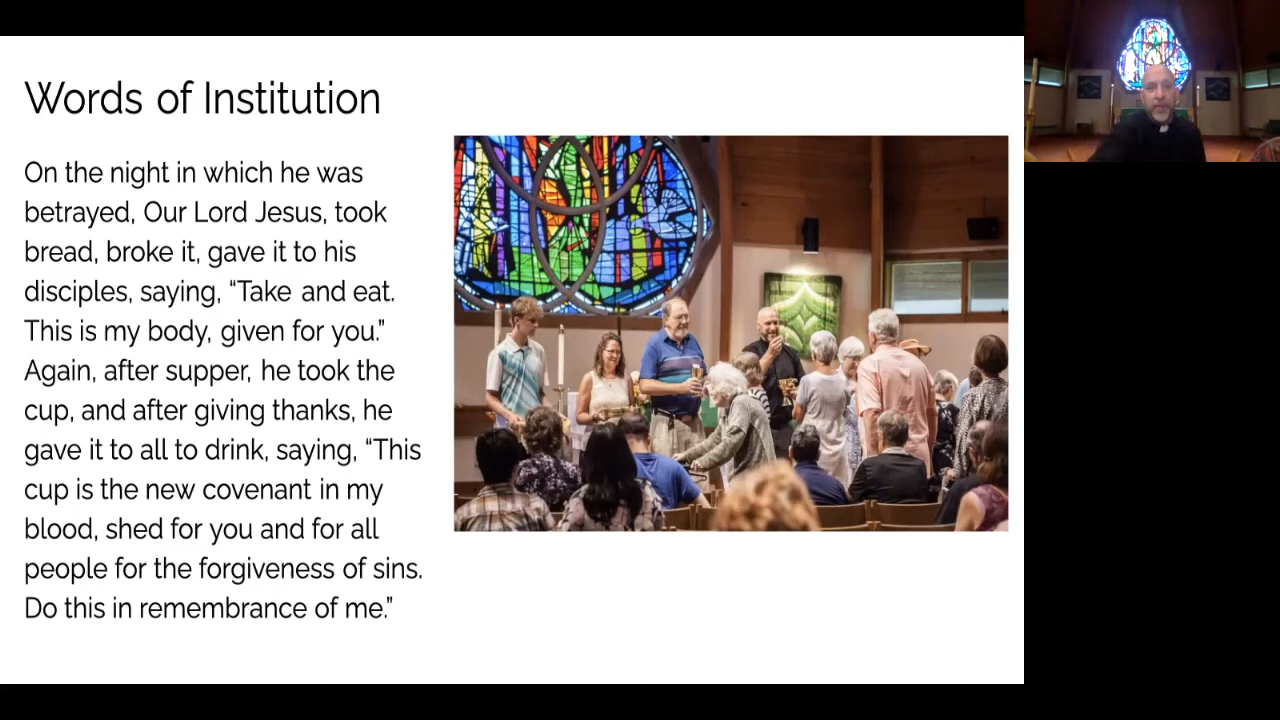 Words of Institution
On the night in which he was
betrayed, Our Lord Jesus, took
bread, broke it, gave it to his
disciples, saying, “Take and eat.
This is my body, given for you.”
Again, after supper, he took the
cup, and after giving thanks, he
gave it to all to drink, saying, “This
cup is the new covenant in my
blood, shed for you and for all
people for the forgiveness of sins.
Do this in remembrance of me.”